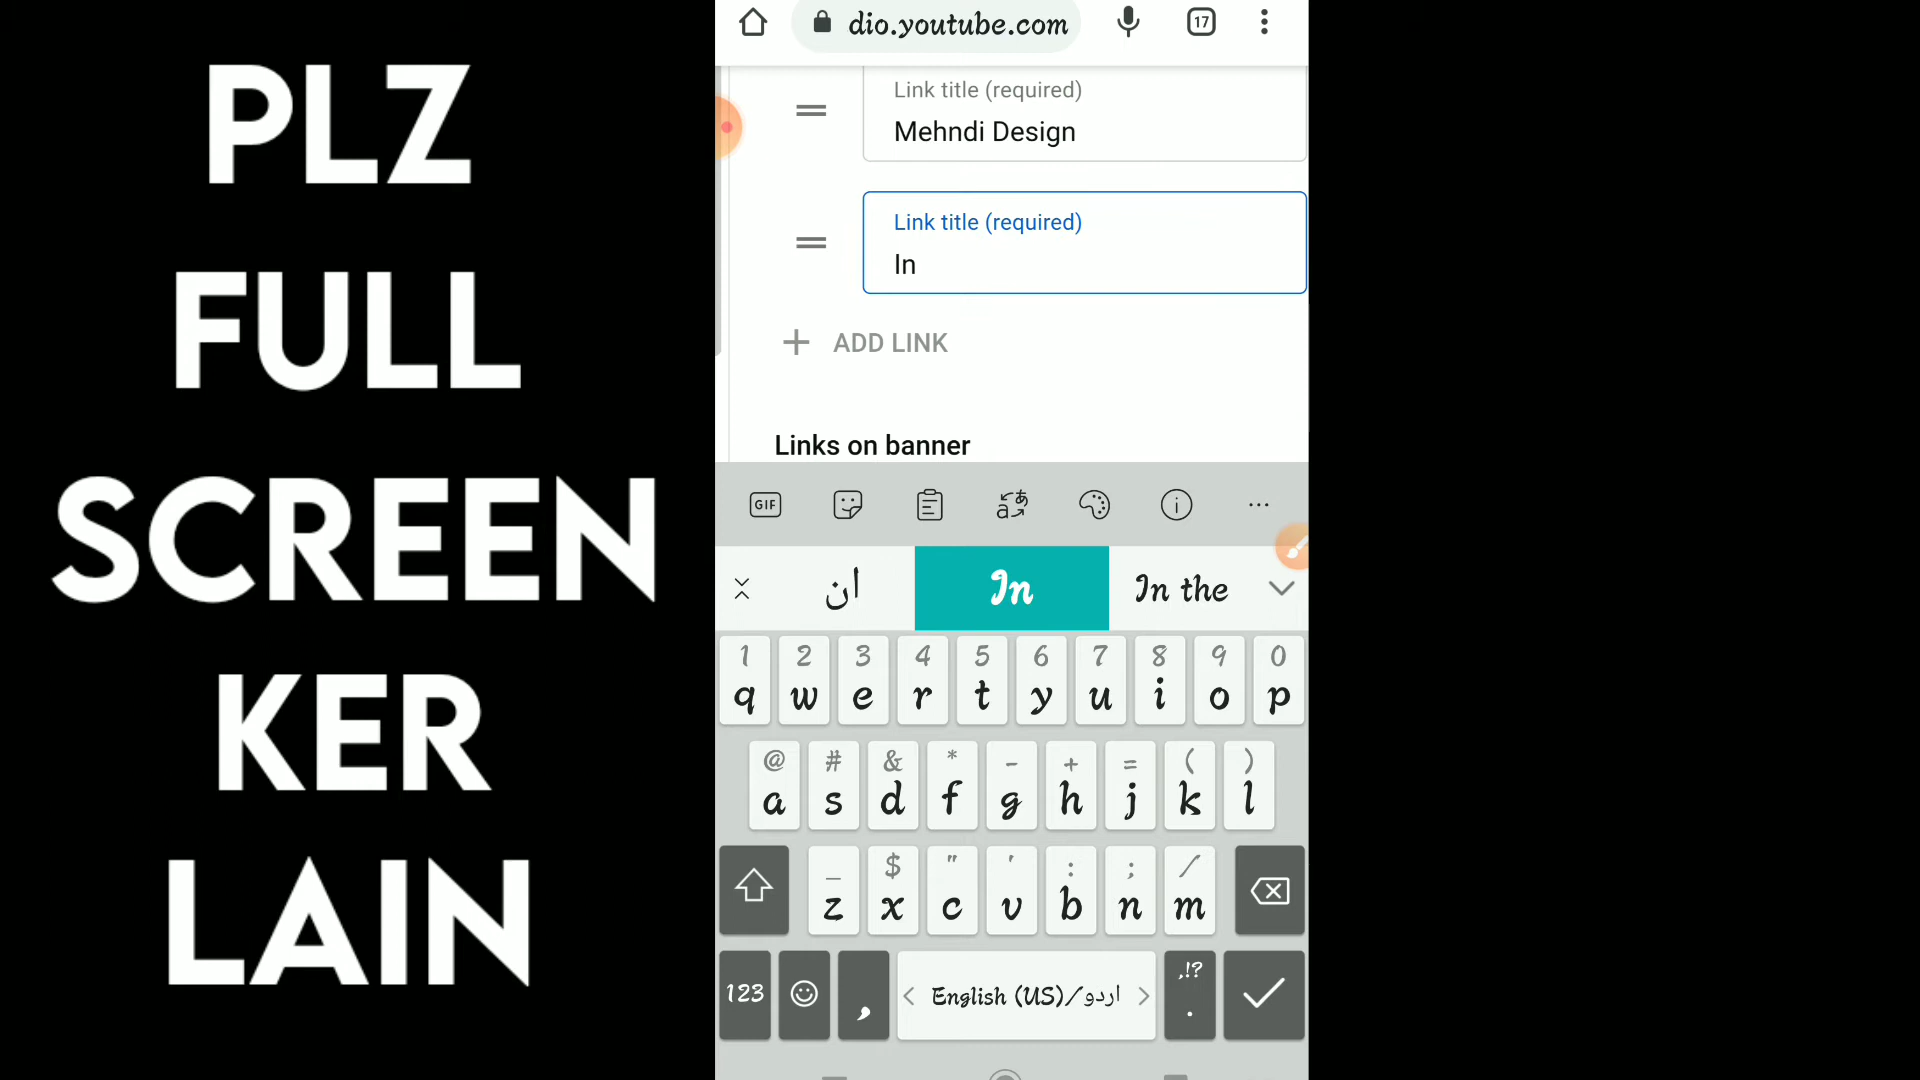 PLZ
FULL
SCREEN
KER
LAIN
dio.youtube.com
17
Link title (required)
Mehndi Design
Link title (required)
In
+ ADD LINK
Links on banner
GIF
ان In In the
1 2 3 4 5 6 7 8 9 0
q w e r t y u i o p
@ # & * - + = ( )
a s d f g h j k l
_ $ " ' : ; /
z x c v b n m
123 , < English (US)/اردو > ,!? .